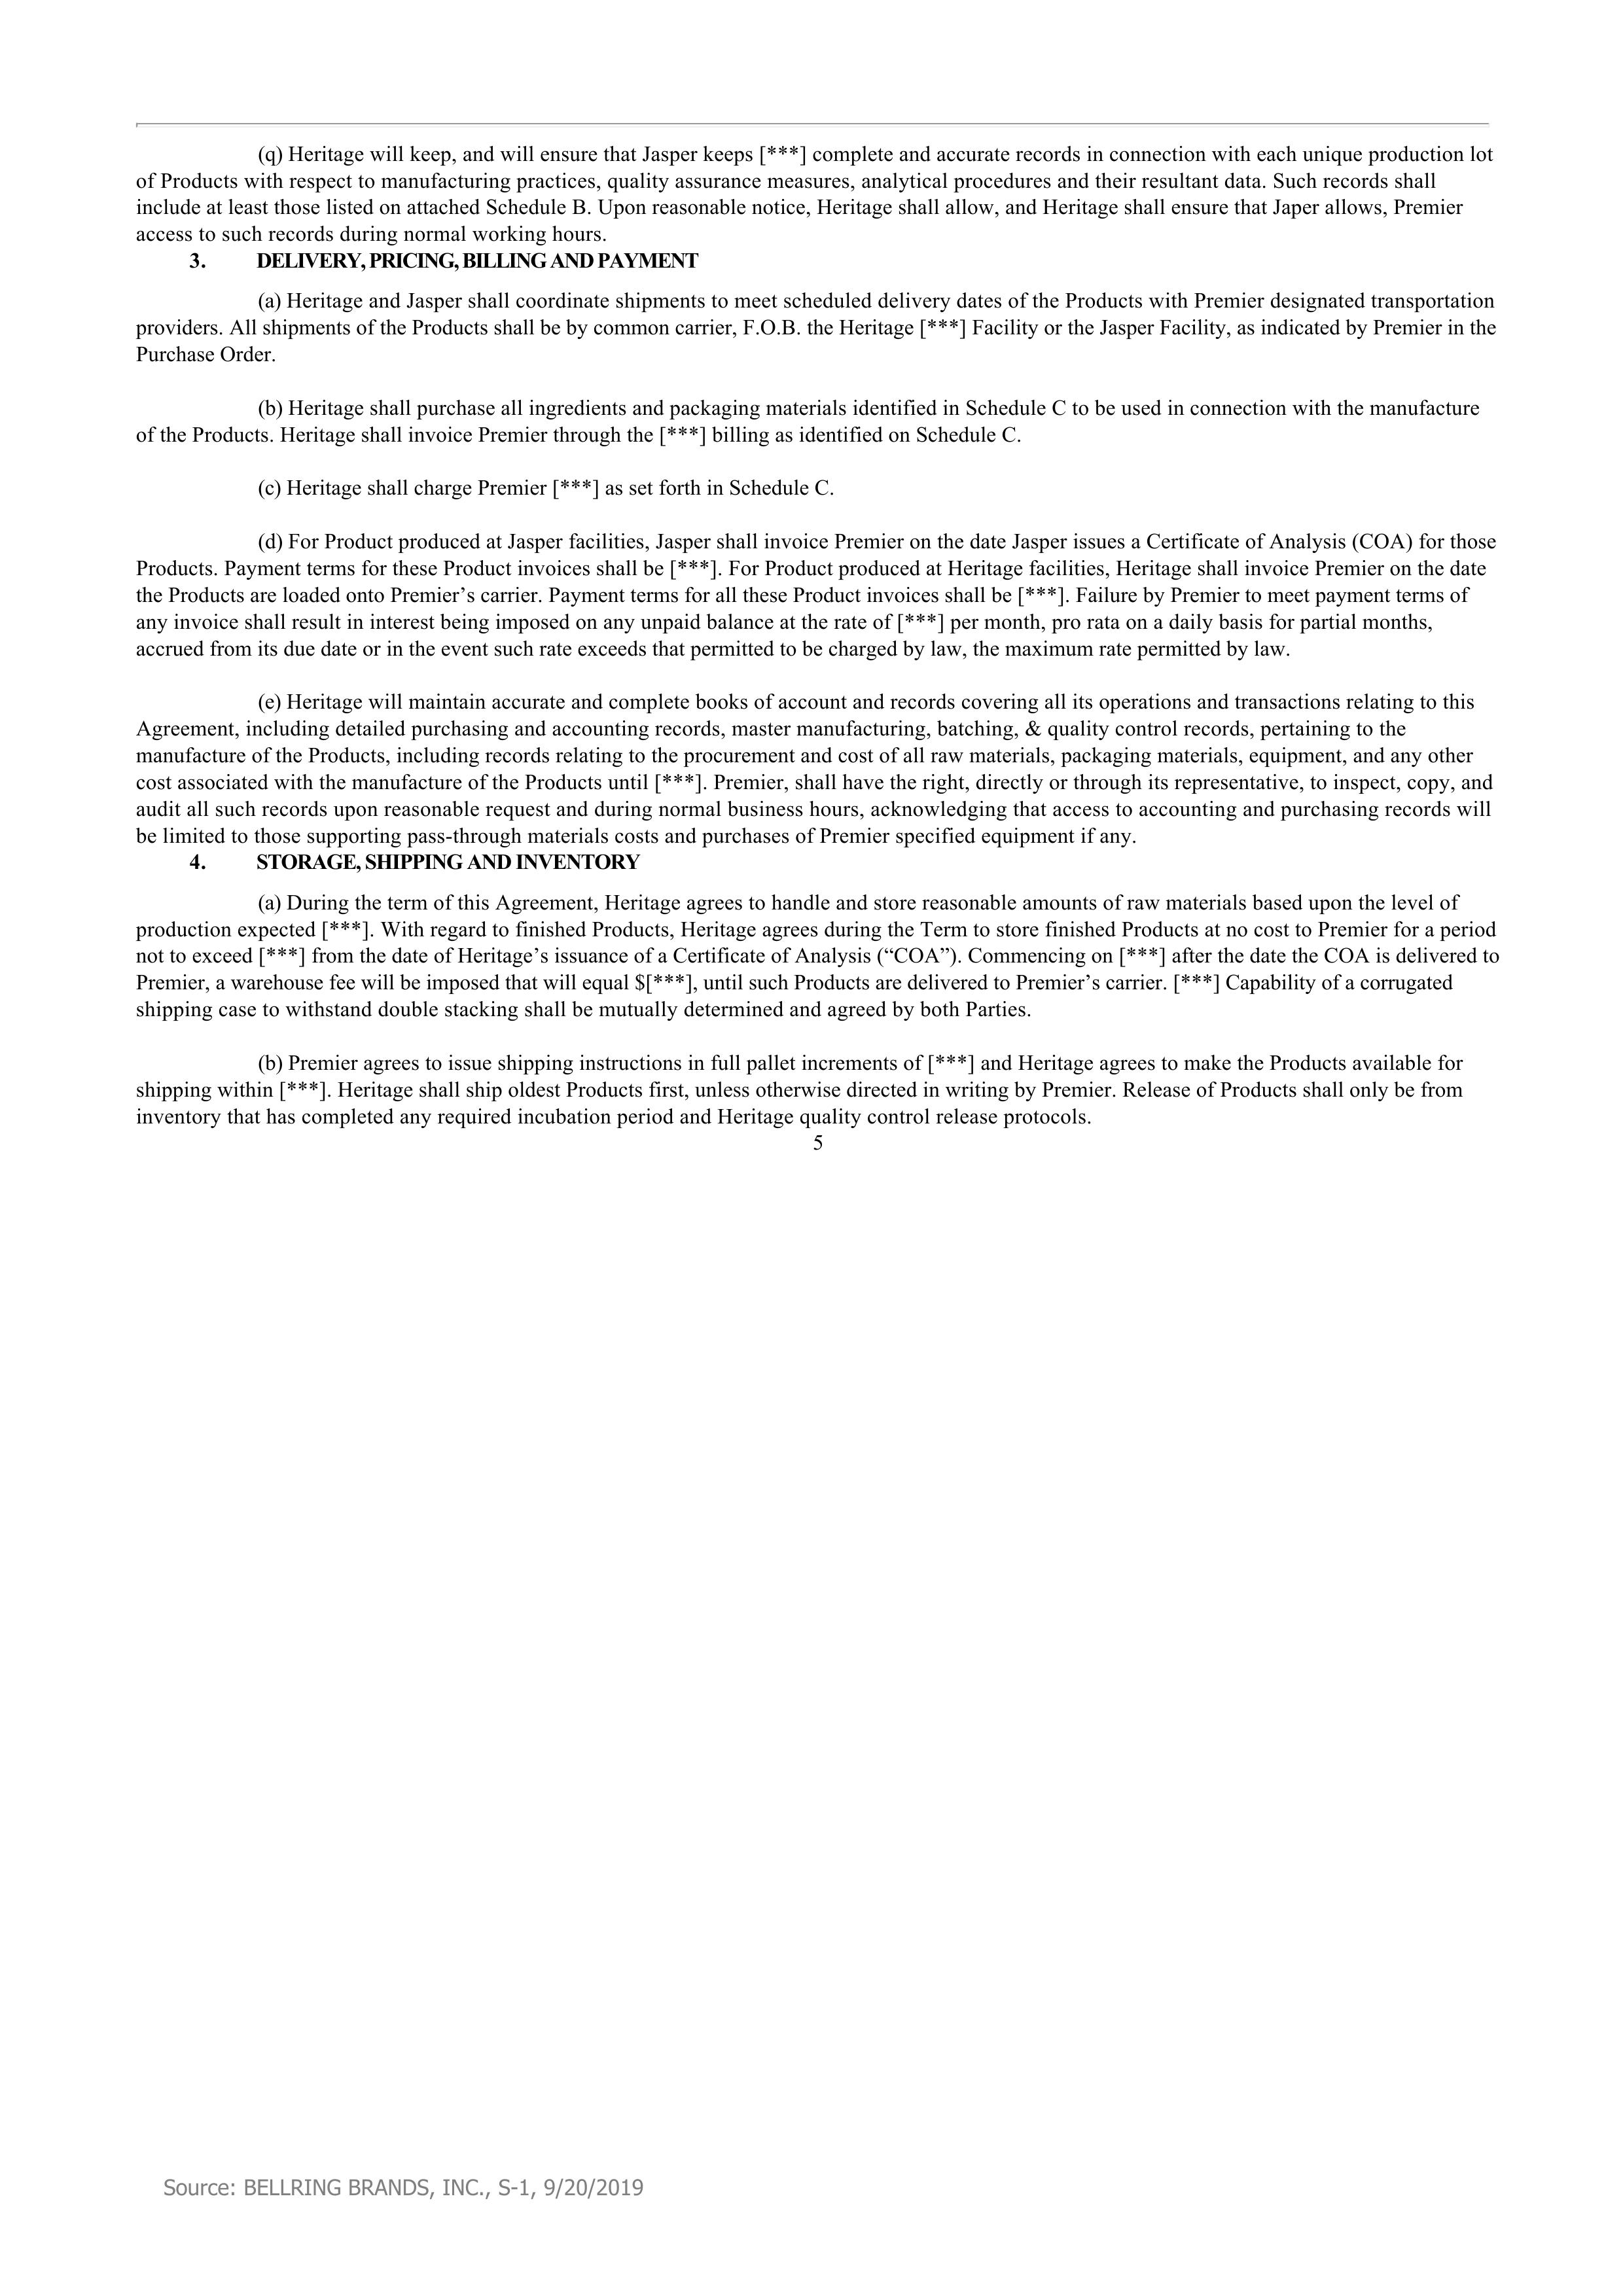 (q) Heritage will keep, and will ensure that Jasper keeps [***] complete and accurate records in connection with each unique production lot
of Products with respect to manufacturing practices, quality assurance measures, analytical procedures and their resultant data. Such records shall
include at least those listed on attached Schedule B. Upon reasonable notice, Heritage shall allow, and Heritage shall ensure that Japer allows, Premier
access to such records during normal working hours.
3. DELIVERY, PRICING, BILLING AND PAYMENT
(a) Heritage and Jasper shall coordinate shipments to meet scheduled delivery dates of the Products with Premier designated transportation
providers. All shipments of the Products shall be by common carrier, F.O.B. the Heritage [***] Facility or the Jasper Facility, as indicated by Premier in the
Purchase Order.
(b) Heritage shall purchase all ingredients and packaging materials identified in Schedule C to be used in connection with the manufacture
of the Products. Heritage shall invoice Premier through the [***] billing as identified on Schedule C.
(c) Heritage shall charge Premier [***] as set forth in Schedule C.
(d) For Product produced at Jasper facilities, Jasper shall invoice Premier on the date Jasper issues a Certificate of Analysis (COA) for those
Products. Payment terms for these Product invoices shall be [***]. For Product produced at Heritage facilities, Heritage shall invoice Premier on the date
the Products are loaded onto Premier’s carrier. Payment terms for all these Product invoices shall be [***]. Failure by Premier to meet payment terms of
any invoice shall result in interest being imposed on any unpaid balance at the rate of [***] per month, pro rata on a daily basis for partial months,
accrued from its due date or in the event such rate exceeds that permitted to be charged by law, the maximum rate permitted by law.
(e) Heritage will maintain accurate and complete books of account and records covering all its operations and transactions relating to this
Agreement, including detailed purchasing and accounting records, master manufacturing, batching, & quality control records, pertaining to the
manufacture of the Products, including records relating to the procurement and cost of all raw materials, packaging materials, equipment, and any other
cost associated with the manufacture of the Products until [***]. Premier, shall have the right, directly or through its representative, to inspect, copy, and
audit all such records upon reasonable request and during normal business hours, acknowledging that access to accounting and purchasing records will
be limited to those supporting pass-through materials costs and purchases of Premier specified equipment if any.
4. STORAGE, SHIPPING AND INVENTORY
(a) During the term of this Agreement, Heritage agrees to handle and store reasonable amounts of raw materials based upon the level of
production expected [***]. With regard to finished Products, Heritage agrees during the Term to store finished Products at no cost to Premier for a period
not to exceed [***] from the date of Heritage’s issuance of a Certificate of Analysis (“COA”). Commencing on [***] after the date the COA is delivered to
Premier, a warehouse fee will be imposed that will equal $[***], until such Products are delivered to Premier’s carrier. [***] Capability of a corrugated
shipping case to withstand double stacking shall be mutually determined and agreed by both Parties.
(b) Premier agrees to issue shipping instructions in full pallet increments of [***] and Heritage agrees to make the Products available for
shipping within [***]. Heritage shall ship oldest Products first, unless otherwise directed in writing by Premier. Release of Products shall only be from
inventory that has completed any required incubation period and Heritage quality control release protocols.
5
Source: BELLRING BRANDS, INC., S-1, 9/20/2019